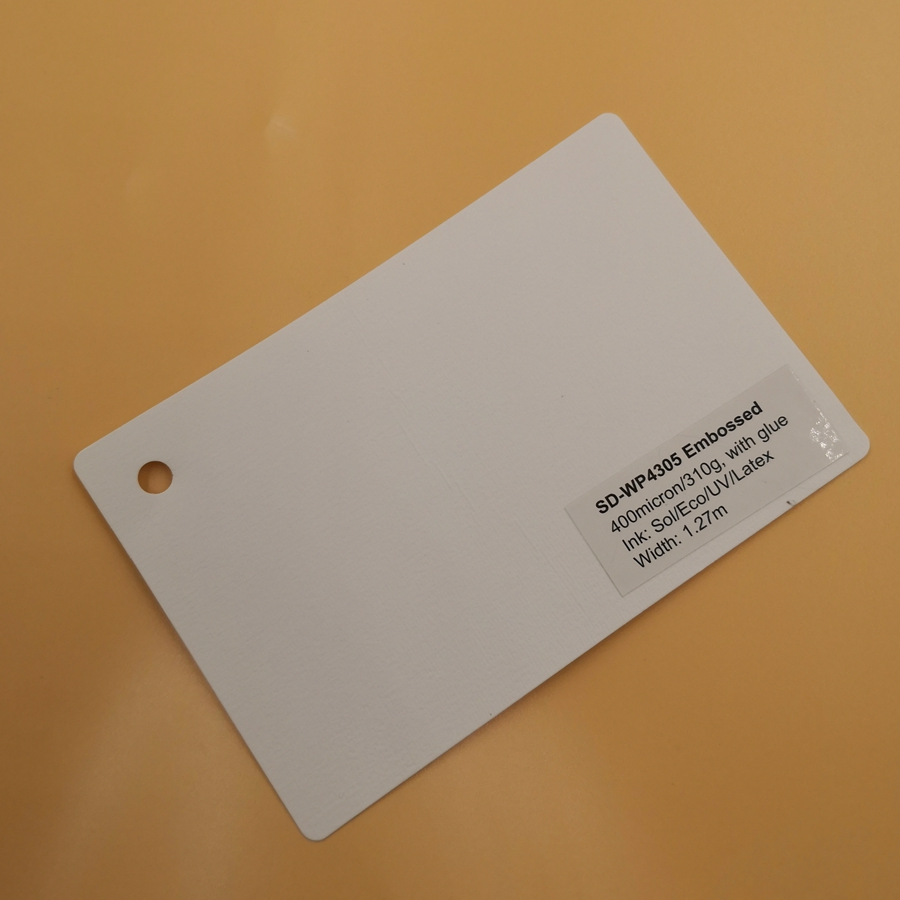 SD-WP4305 Embossed
400micron/310g, with glue
Ink: Sol/Eco/UV/Latex
Width: 1.27m